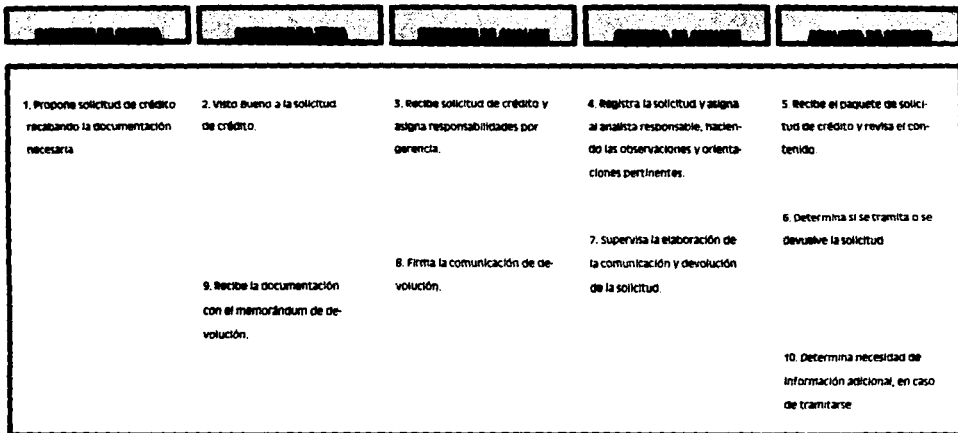 1. Propone solicitud de crédito
recabando la documentación
necesaria
2. Visto Bueno a la solicitud
de crédito.
3. Recibe solicitud de crédito y
asigna responsabilidades por
gerencia.
4. Registra la solicitud y asigna
al analista responsable, hacien-
do las observaciones y orienta-
ciones pertinentes.
5. Recibe el paquete de solici-
tud de crédito y revisa el con-
tenido.
6. Determina si se tramita o se
devuelve la solicitud
7. Supervisa la elaboración de
la comunicación y devolución
de la solicitud.
8. Firma la comunicación de de-
volución.
9. Recibe la documentación
con el memorándum de de-
volución.
10. Determina necesidad de
información adicional, en caso
de tramitarse